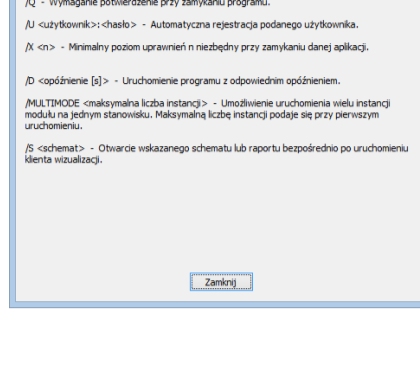 /Q - Wymaganie potwierdzenie przy zamykaniu programu.
/U <użytkownik>:<hasło> - Automatyczna rejestracja podanego użytkownika.
/X <n> - Minimalny poziom uprawnień n niezbędny przy zamykaniu danej aplikacji.
/D <opóźnienie [s]> - Uruchomienie programu z odpowiednim opóźnieniem.
/MULTIMODE <maksymalna liczba instancji> - Umożliwienie uruchomienia wielu instancji
modułu na jednym stanowisku. Maksymalną liczbę instancji podaje się przy pierwszym
uruchomieniu.
/S <schemat> - Otwarcie wskazanego schematu lub raportu bezpośrednio po uruchomieniu
klienta wizualizacji.
Zamknij